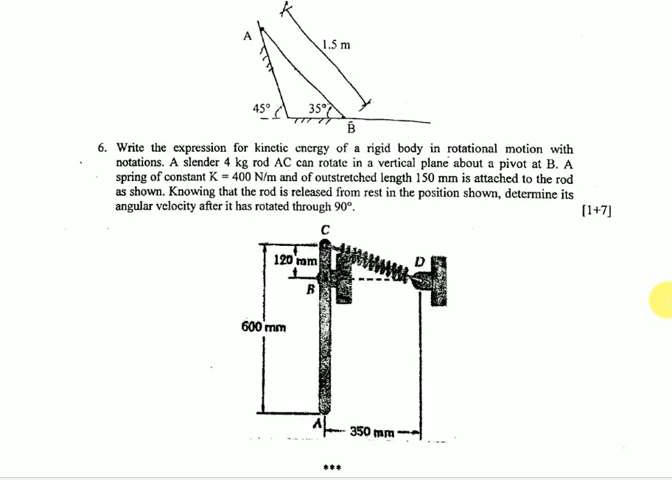 A
1.5 m
45° 35°
B
6. Write the expression for kinetic energy of a rigid body in rotational motion with
notations. A slender 4 kg rod AC can rotate in a vertical plane about a pivot at B. A
spring of constant K = 400 N/m and of outstretched length 150 mm is attached to the rod
as shown. Knowing that the rod is released from rest in the position shown, determine its
angular velocity after it has rotated through 90°.
[1+7]
C
120 mm
D
B
600 mm
A
350 mm
***